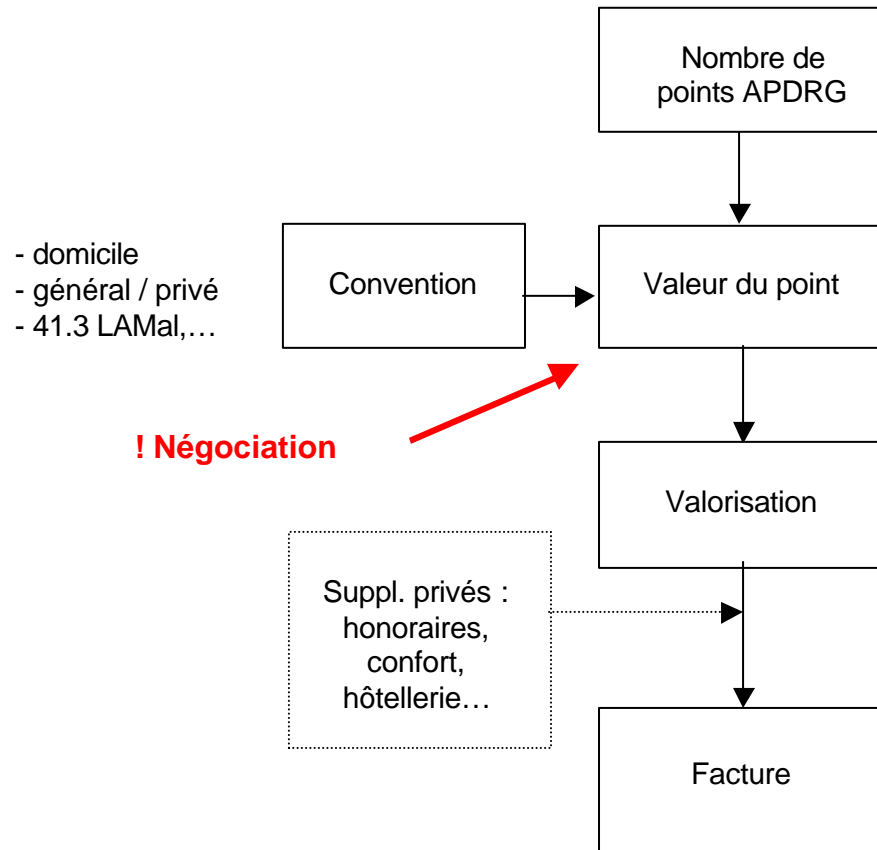 Nombre de
points APDRG
- domicile
- général / privé
- 41.3 LAMal,…
Convention
Valeur du point
! Négociation
Valorisation
Suppl. privés :
honoraires,
confort,
hôtellerie…
Facture